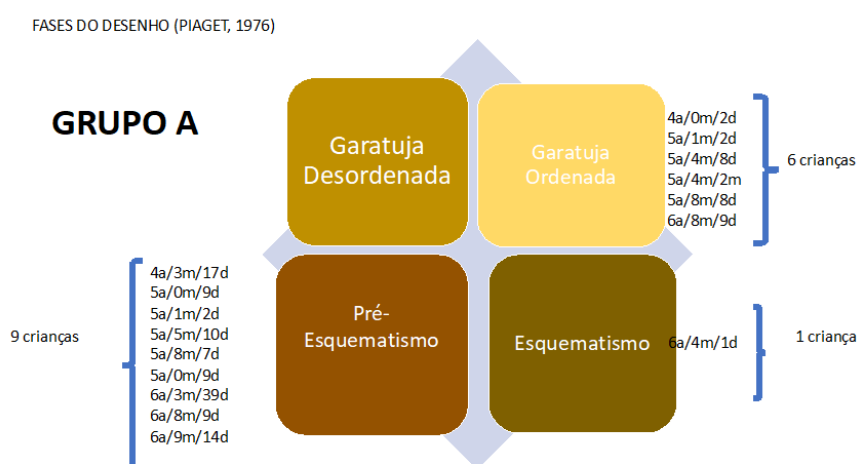 FASES DO DESENHO (PIAGET, 1976)
GRUPO A
Garatuja
Desordenada
Garatuja
Ordenada
4a/0m/2d
5a/1m/2d
5a/4m/8d
5a/4m/2m
5a/8m/8d
6a/8m/9d
6 crianças
9 crianças
4a/3m/17d
5a/0m/9d
5a/1m/2d
5a/5m/10d
5a/8m/7d
5a/0m/9d
6a/3m/39d
6a/8m/9d
6a/9m/14d
Pré-
Esquematismo
Esquematismo
6a/4m/1d
1 criança